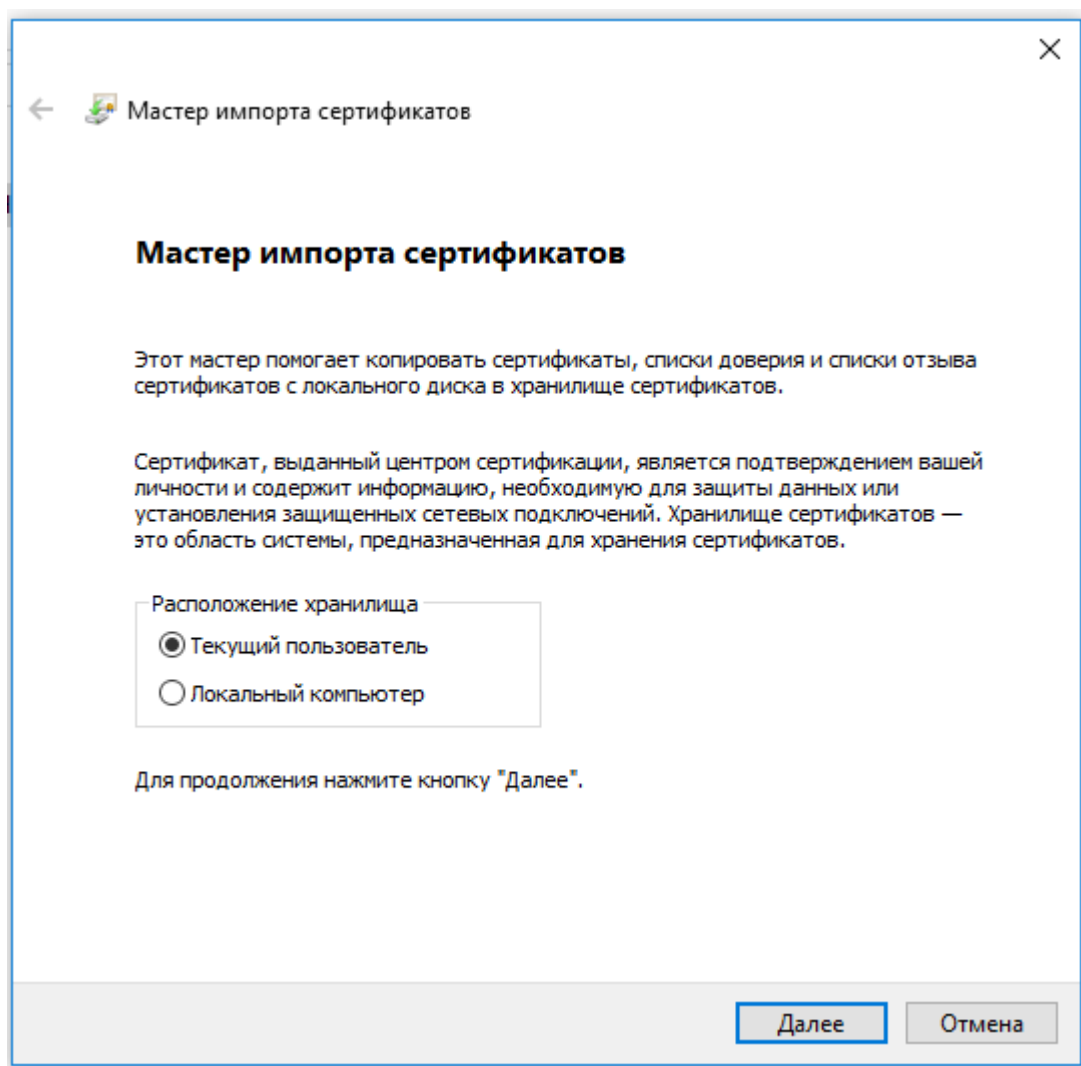 Мастер импорта сертификатов
Мастер импорта сертификатов
Этот мастер помогает копировать сертификаты, списки доверия и списки отзыва
сертификатов с локального диска в хранилище сертификатов.
Сертификат, выданный центром сертификации, является подтверждением вашей
личности и содержит информацию, необходимую для защиты данных или
установления защищенных сетевых подключений. Хранилище сертификатов —
это область системы, предназначенная для хранения сертификатов.
Расположение хранилища
Текущий пользователь
Локальный компьютер
Для продолжения нажмите кнопку "Далее".
Далее
Отмена